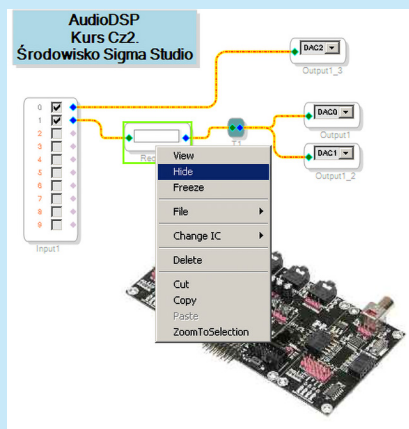 AudioDSP
Kurs Cz2.
Środowisko Sigma Studio
DAC2
Output1_3
0
1
2
3
4
5
6
7
8
9
Input1
Rec
T1
DAC0
Output1
DAC1
Output1_2
View
Hide
Freeze
File
Change IC
Delete
Cut
Copy
Paste
ZoomToSelection